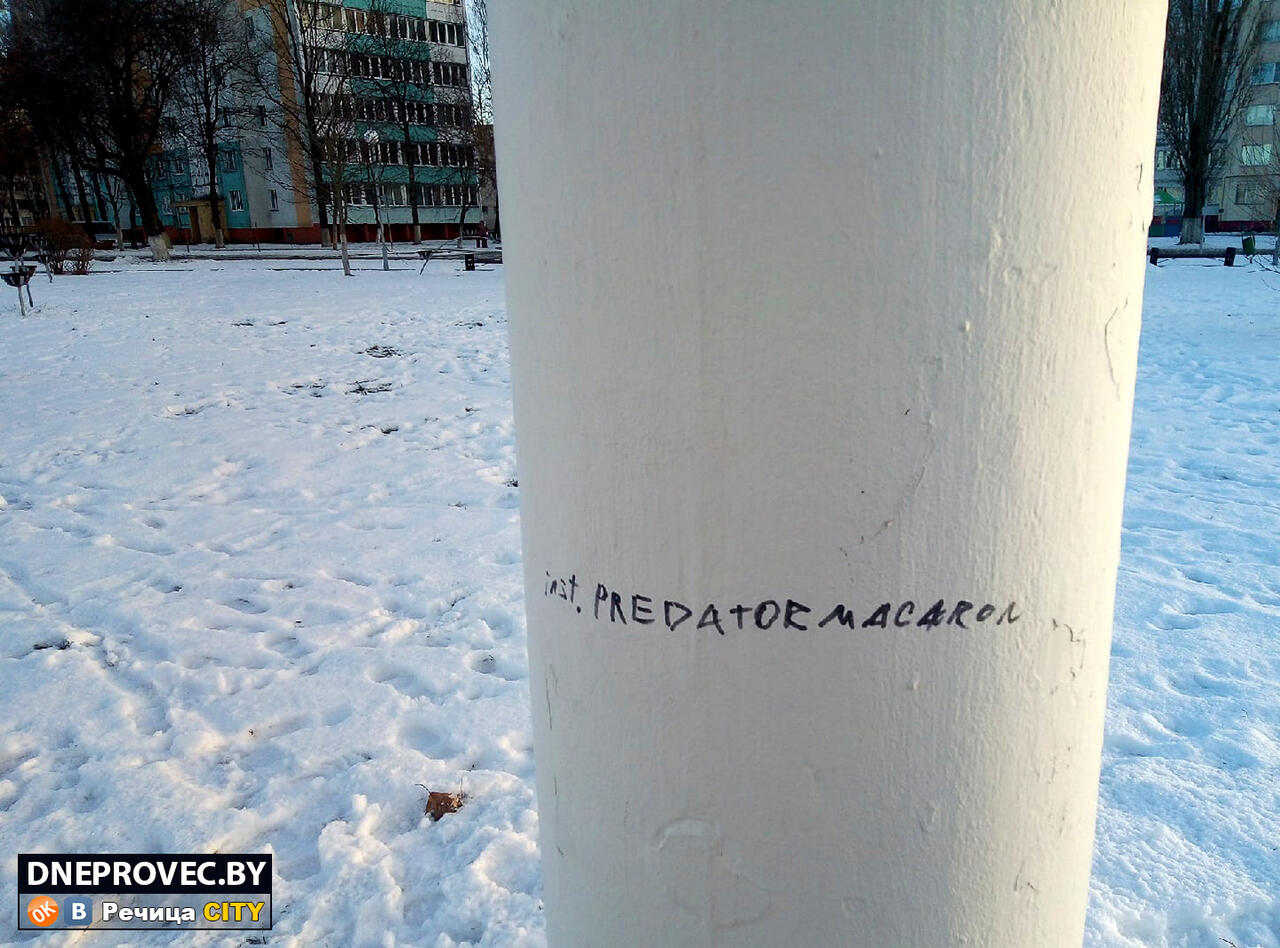 inst. PREDATORMACARON
DNEPROVEC.BY
ОК В Речица CITY